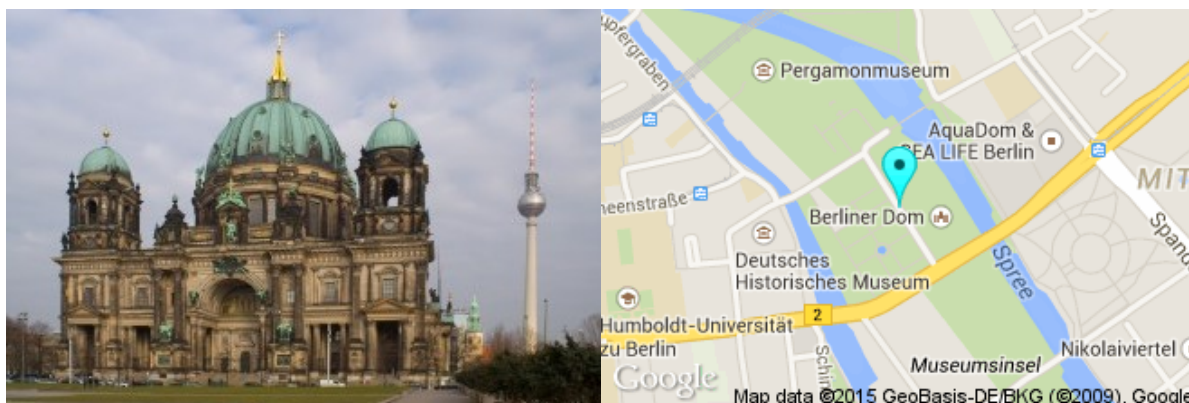 Pergamonmuseum
AquaDom &
SEA LIFE Berlin
Berliner Dom
Deutsches
Historisches Museum
2
Humboldt-Universität
zu Berlin
Spree
Museumsinsel
Nikolaiviertel
Google
Map data ©2015 GeoBasis-DE/BKG (©2009), Google